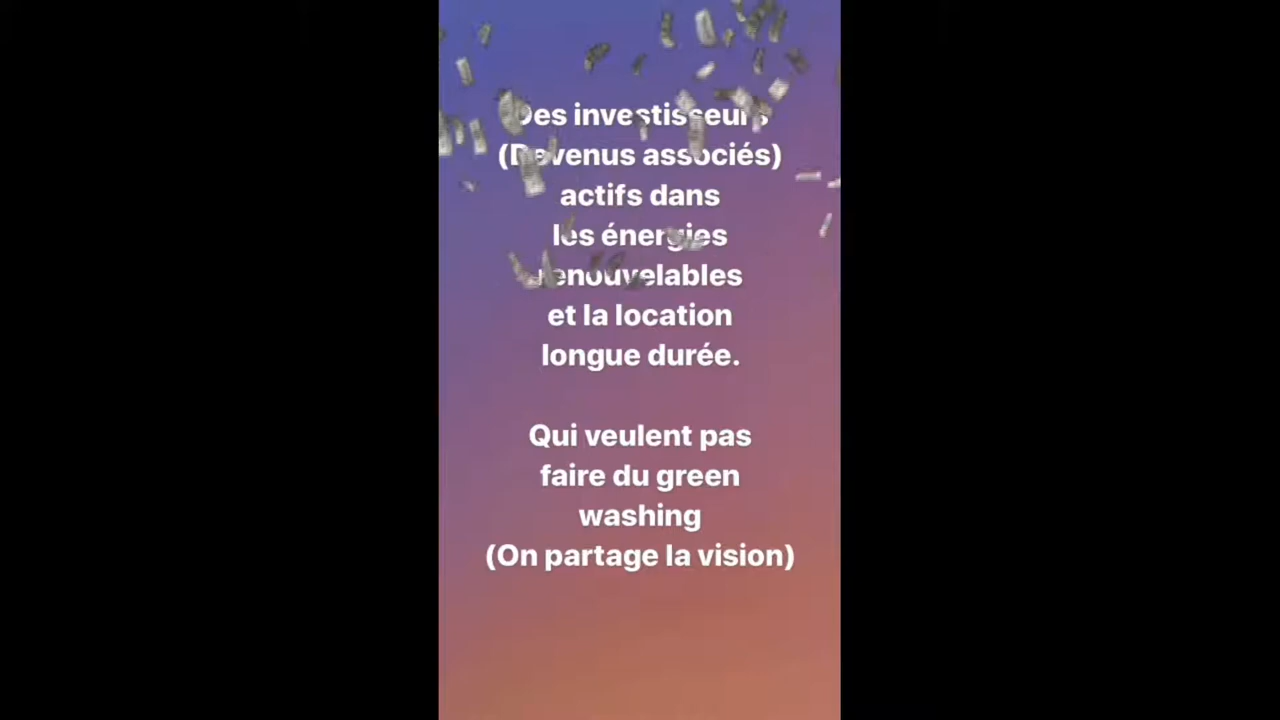 Des investisseurs
(Devenus associés)
actifs dans
les énergies
renouvelables
et la location
longue durée.
Qui veulent pas
faire du green
washing
(On partage la vision)